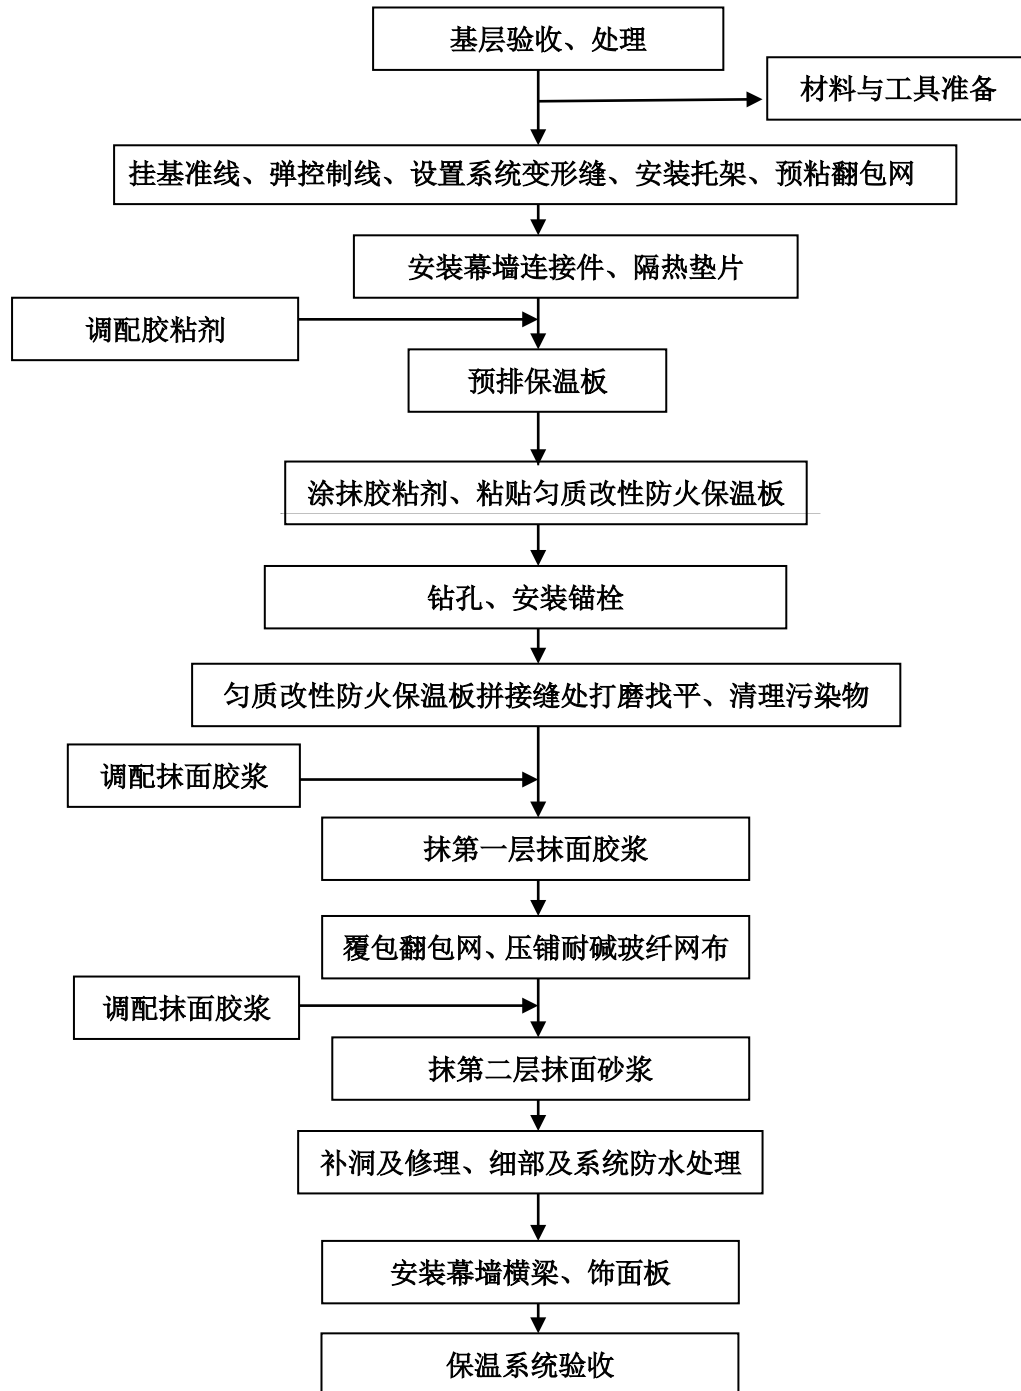 基层验收、处理
材料与工具准备
挂基准线、弹控制线、设置系统变形缝、安装托架、预粘翻包网
安装幕墙连接件、隔热垫片
调配胶粘剂
预排保温板
涂抹胶粘剂、粘贴匀质改性防火保温板
钻孔、安装锚栓
匀质改性防火保温板拼接缝处打磨找平、清理污染物
调配抹面胶浆
抹第一层抹面胶浆
覆包翻包网、压铺耐碱玻纤网布
调配抹面胶浆
抹第二层抹面砂浆
补洞及修理、细部及系统防水处理
安装幕墙横梁、饰面板
保温系统验收